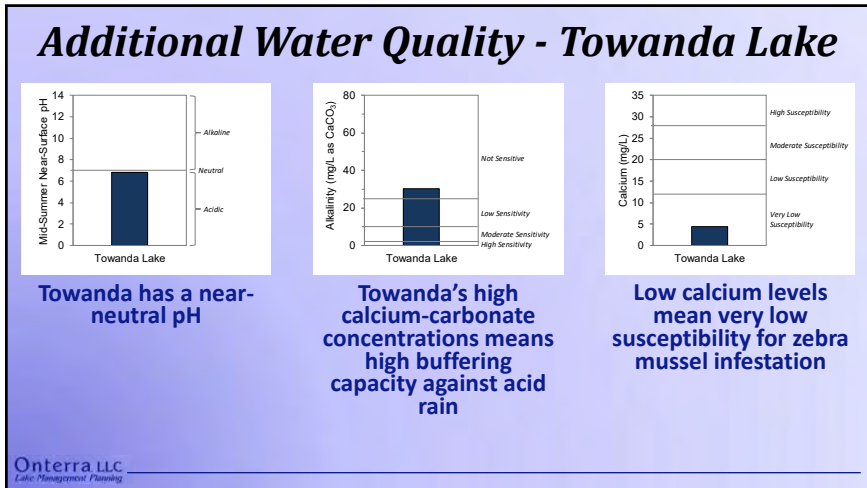 Additional Water Quality - Towanda Lake
Mid-Summer Near-Surface pH
14
12
10
8
6
4
2
0
Alkaline
Neutral
Acidic
Towanda Lake
Towanda has a near-
neutral pH
Alkalinity (mg/L as CaCO₃)
80
60
40
20
0
Not Sensitive
Low Sensitivity
Moderate Sensitivity
High Sensitivity
Towanda Lake
Towanda's high
calcium-carbonate
concentrations means
high buffering
capacity against acid
rain
Calcium (mg/L)
35
30
25
20
15
10
5
0
High Susceptibility
Moderate Susceptibility
Low Susceptibility
Very Low
Susceptibility
Towanda Lake
Low calcium levels
mean very low
susceptibility for zebra
mussel infestation
Onterra LLC
Lake Management Planning